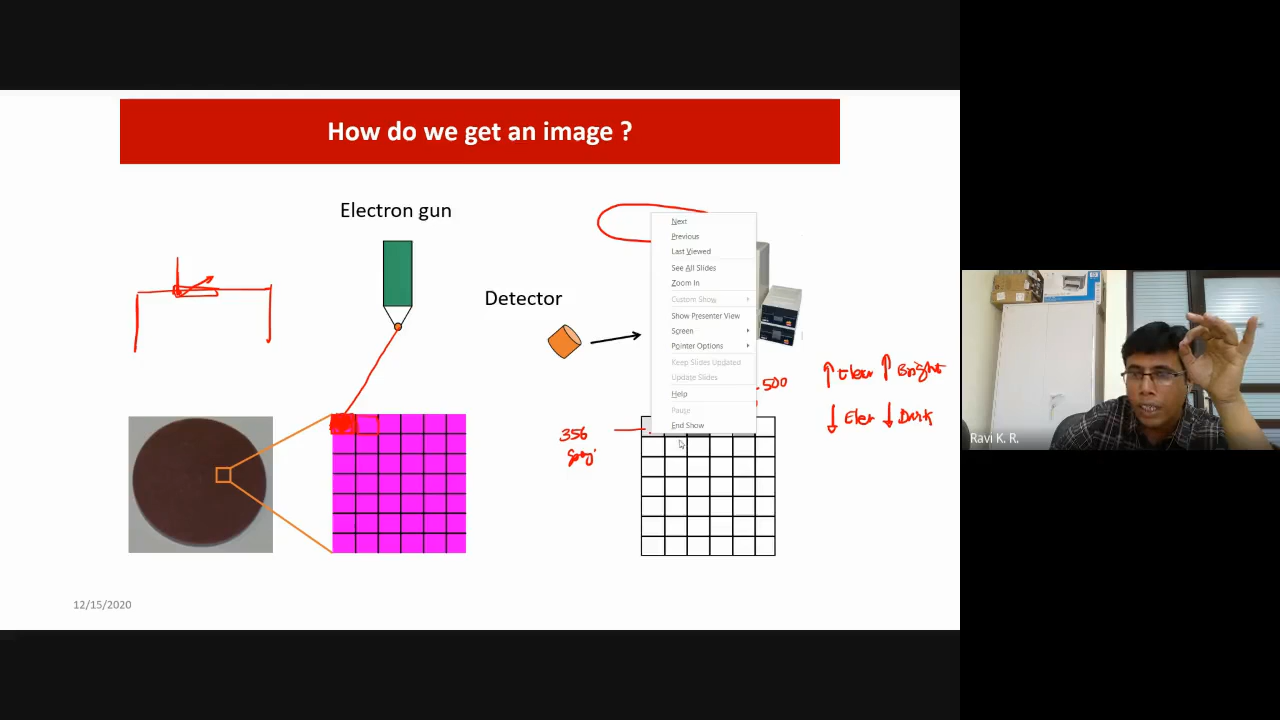 How do we get an image ?
Electron gun
Detector
Next
Previous
Last Viewed
See All Slides
Zoom In
Custom Show
Show Presenter View
Screen
Pointer Options
Keep Slides Updated
Update Slides
Help
Pause
End Show
500
356
↑ Elec ↑ Bright
↓ Elec ↓ Dark
Ravi K. R.
12/15/2020